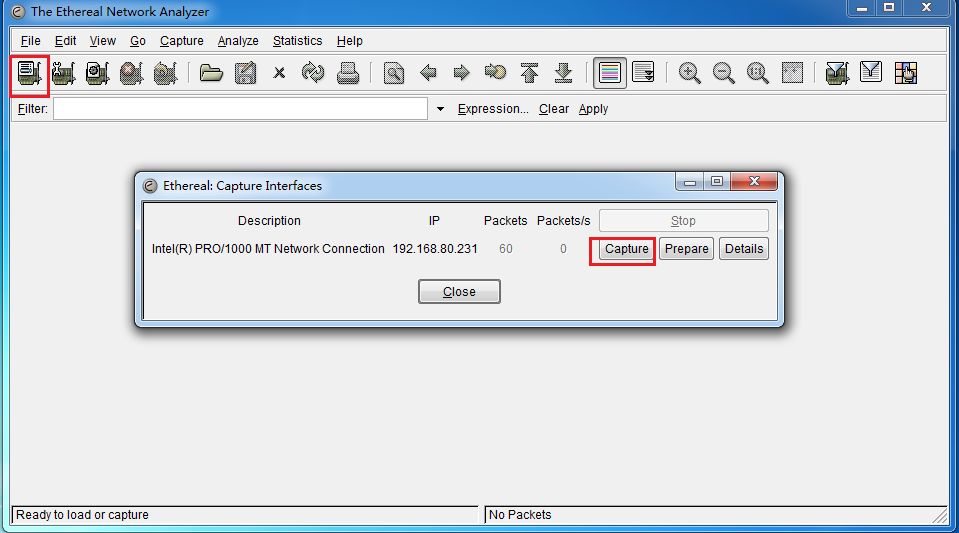 The Ethereal Network Analyzer
File Edit View Go Capture Analyze Statistics Help
Filter: Expression... Clear Apply
Ethereal: Capture Interfaces
Description IP Packets Packets/s Stop
Intel(R) PRO/1000 MT Network Connection 192.168.80.231 60 0 Capture Prepare Details
Close
Ready to load or capture No Packets